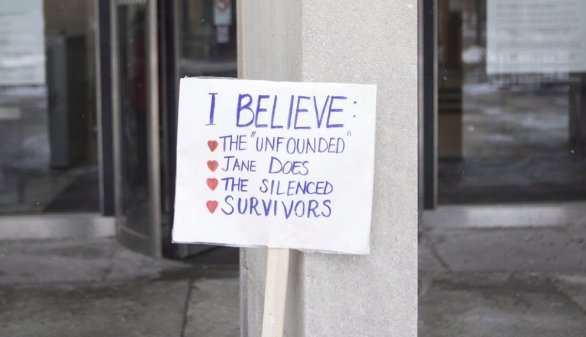 I BELIEVE:
THE "UNFOUNDED"
JANE DOES
THE SILENCED
SURVIVORS